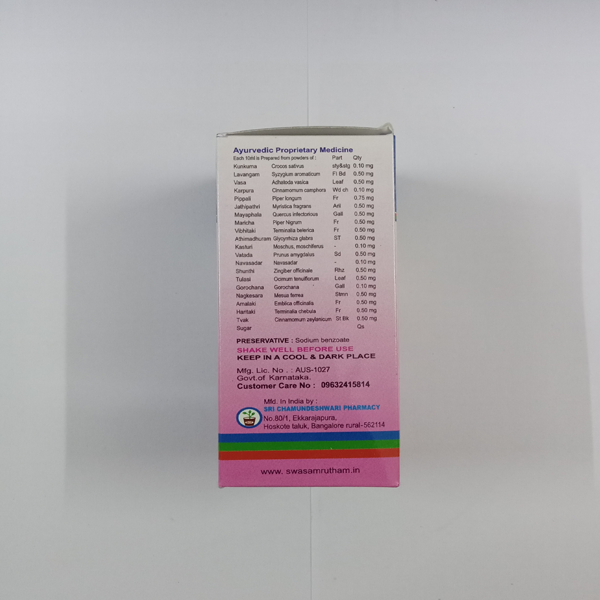 Ayurvedic Proprietary Medicine
Each 10ml is Prepared from powders of : Part Qty
Kunkuma Crocus sativus sty&stg 0.10 mg
Lavangam Syzygium aromaticum Fl Bd 0.50 mg
Vasa Adhatoda vasica Leaf 0.50 mg
Karpura Cinnamomum camphora Wd ch 0.10 mg
Pippali Piper longum Fr 0.75 mg
Jathipathri Myristica fragrans Aril 0.50 mg
Mayaphala Quercus infectorious Gall 0.50 mg
Maricha Piper Nigrum Fr 0.50 mg
Vibhitaki Terminalia belerica Fr 0.50 mg
Athimadhuram Glycyrrhiza glabra ST 0.50 mg
Kasturi Moschus, moschiferus - 0.10 mg
Vatada Prunus amygdalus Sd 0.50 mg
Navasadar Navasadar - 0.10 mg
Shunthi Zingiber officinale Rhz 0.50 mg
Tulasi Ocimum tenuiflorum Leaf 0.50 mg
Gorochana Gorochana Gall 0.10 mg
Nagkesara Mesua ferrea Stmn 0.50 mg
Amalaki Emblica officinalis Fr 0.50 mg
Haritaki Terminalia chebula Fr 0.50 mg
Tvak Cinnamomum zeylanicum St Bk 0.50 mg
Sugar Qs
PRESERVATIVE : Sodium benzoate
SHAKE WELL BEFORE USE
KEEP IN A COOL & DARK PLACE
Mfg. Lic. No . : AUS-1027
Govt.of Karnataka.
Customer Care No : 09632415814
Mfd. In India by :
SRI CHAMUNDESHWARI PHARMACY
No.80/1, Ekkarajapura,
Hoskote taluk, Bangalore rural-562114
www. swasamrutham.in